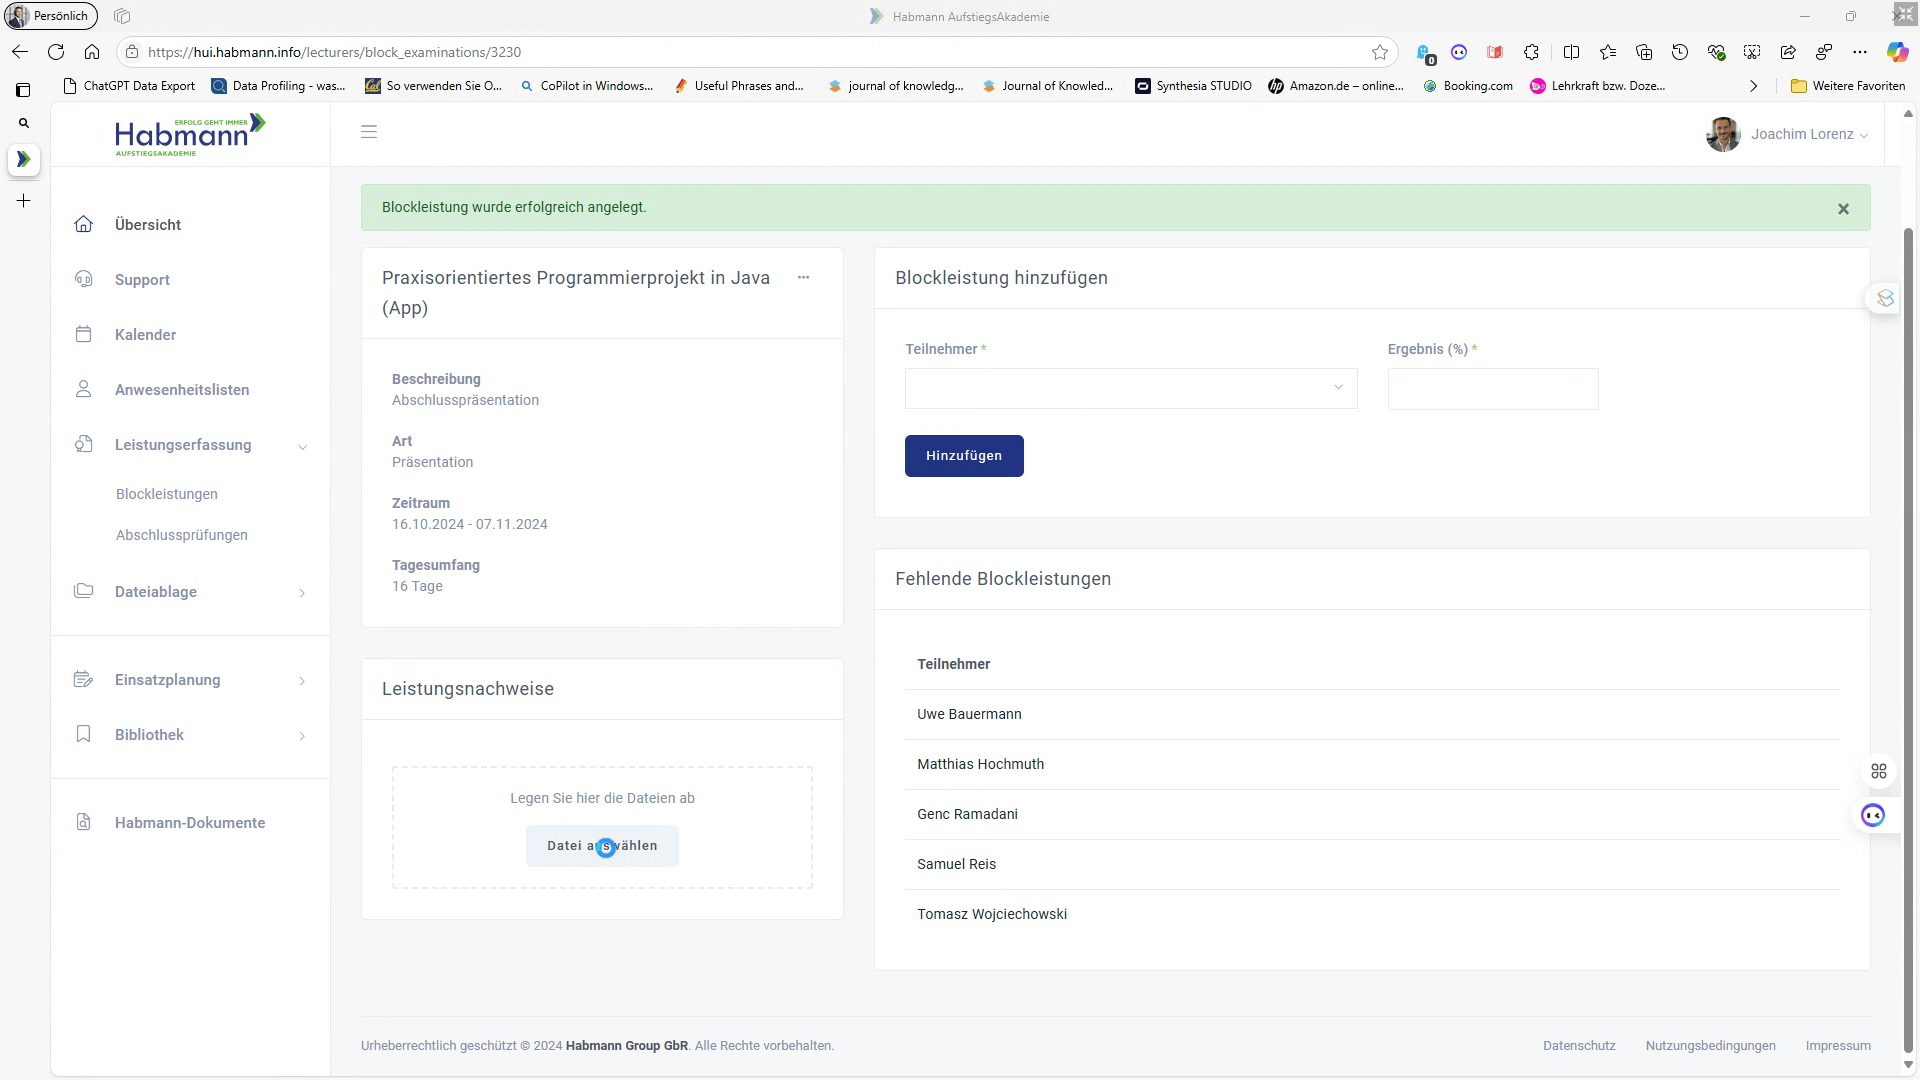 Persönlich
Habmann AufstiegsAkademie
https://hui.habmann.info/lecturers/block_examinations/3230
0
ChatGPT Data Export
Data Profiling - was...
So verwenden Sie O...
CoPilot in Windows...
Useful Phrases and...
journal of knowledg...
Journal of Knowled...
Synthesia STUDIO
Amazon.de – online...
Booking.com
Lehrkraft bzw. Doze...
Weitere Favoriten
ERFOLG GEHT IMMER
Habmann
AUFSTIEGSAKADEMIE
Joachim Lorenz
Übersicht
Support
Kalender
Anwesenheitslisten
Leistungserfassung
Blockleistungen
Abschlussprüfungen
Dateiablage
Einsatzplanung
Bibliothek
Habmann-Dokumente
Blockleistung wurde erfolgreich angelegt.
Praxisorientiertes Programmierprojekt in Java
(App)
Beschreibung
Abschlusspräsentation
Art
Präsentation
Zeitraum
16.10.2024 - 07.11.2024
Tagesumfang
16 Tage
Leistungsnachweise
Legen Sie hier die Dateien ab
Datei auswählen
Blockleistung hinzufügen
Teilnehmer *
Ergebnis (%) *
Hinzufügen
Fehlende Blockleistungen
Teilnehmer
Uwe Bauermann
Matthias Hochmuth
Genc Ramadani
Samuel Reis
Tomasz Wojciechowski
Urheberrechtlich geschützt © 2024 Habmann Group GbR. Alle Rechte vorbehalten.
Datenschutz
Nutzungsbedingungen
Impressum